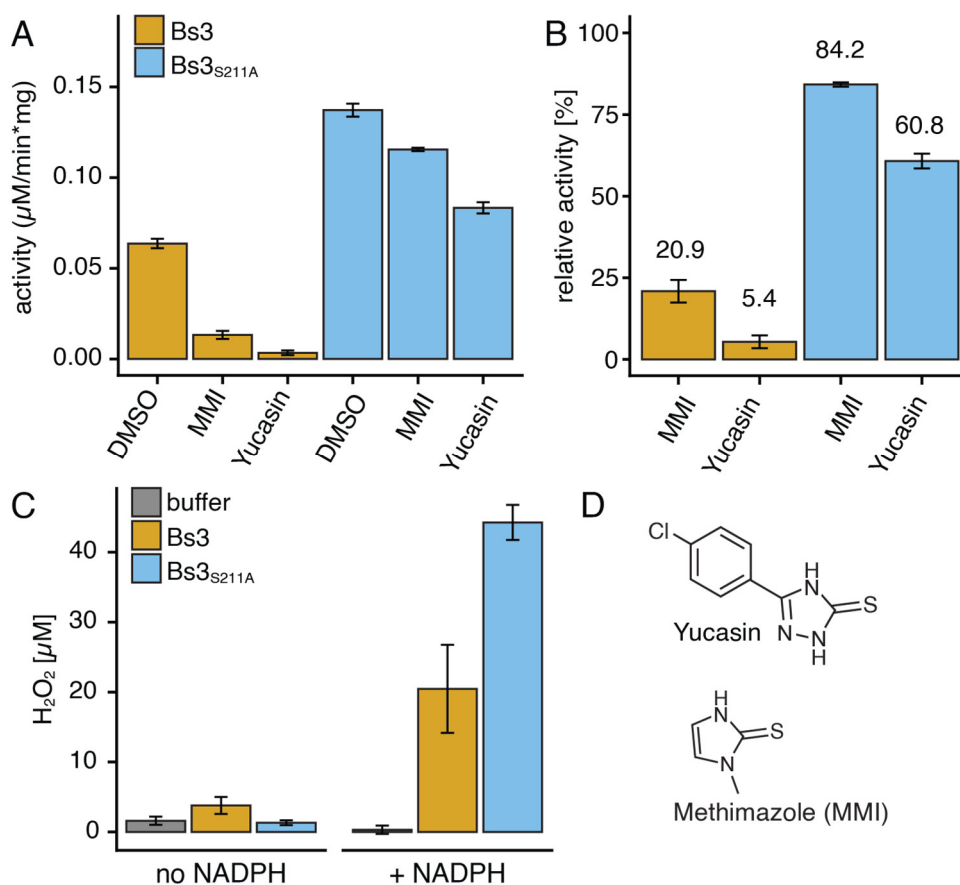 A
Bs3
Bs3S211A
activity (µM/min*mg)
0.15
0.10
0.05
0.00
DMSO
MMI
Yucasin
DMSO
MMI
Yucasin
B
relative activity [%]
100
75
50
25
0
20.9
5.4
84.2
60.8
MMI
Yucasin
MMI
Yucasin
C
buffer
Bs3
Bs3S211A
H2O2 [µM]
40
30
20
10
0
no NADPH
+ NADPH
D
Cl
H
N
S
N
N
H
Yucasin
H
N
S
N
Methimazole (MMI)